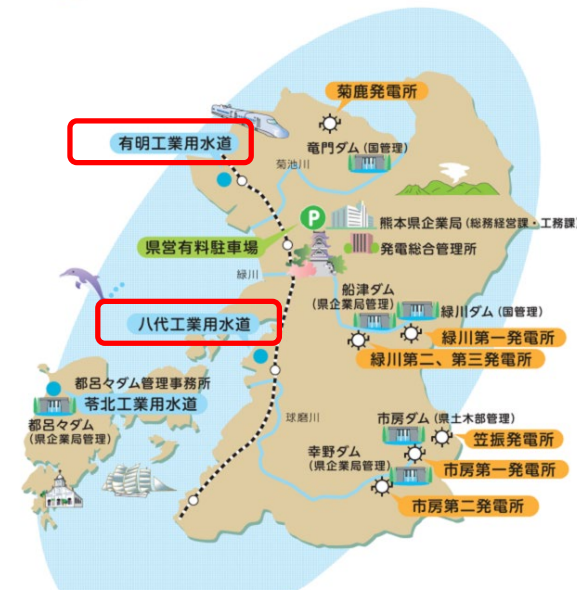 菊鹿発電所
有明工業用水道
竜門ダム(国管理)
菊池川
P
熊本県企業局(総務経営課・工務課)
県営有料駐車場
発電総合管理所
緑川
船津ダム
(県企業局管理)
緑川ダム(国管理)
八代工業用水道
緑川第一発電所
緑川第二、第三発電所
都呂々ダム管理事務所
苓北工業用水道
都呂々ダム
(県企業局管理)
球磨川
市房ダム(県土木部管理)
笠振発電所
幸野ダム
(県企業局管理)
市房第一発電所
市房第二発電所